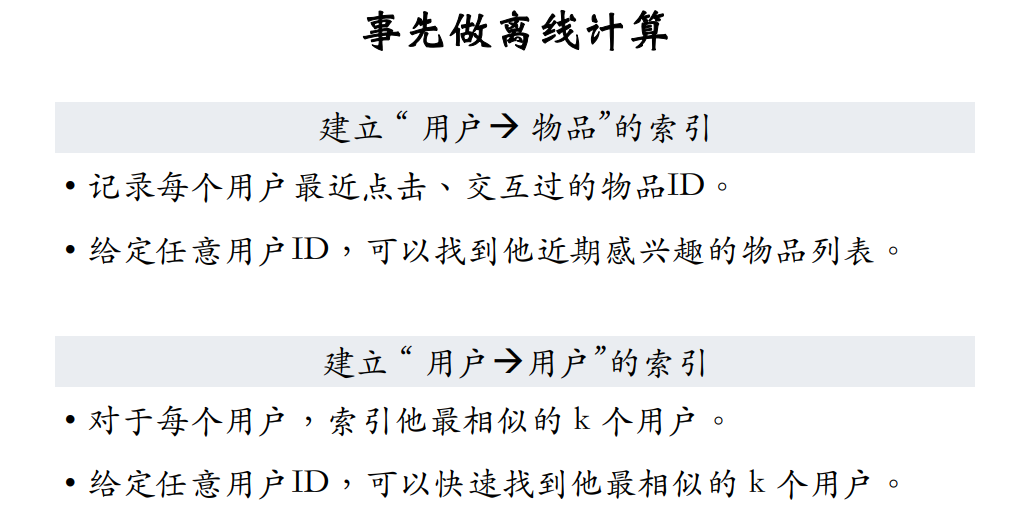 事先做离线计算
建立“ 用户→ 物品”的索引
• 记录每个用户最近点击、交互过的物品ID。
• 给定任意用户ID，可以找到他近期感兴趣的物品列表。
建立“ 用户→用户”的索引
• 对于每个用户，索引他最相似的 k 个用户。
• 给定任意用户ID，可以快速找到他最相似的 k 个用户。